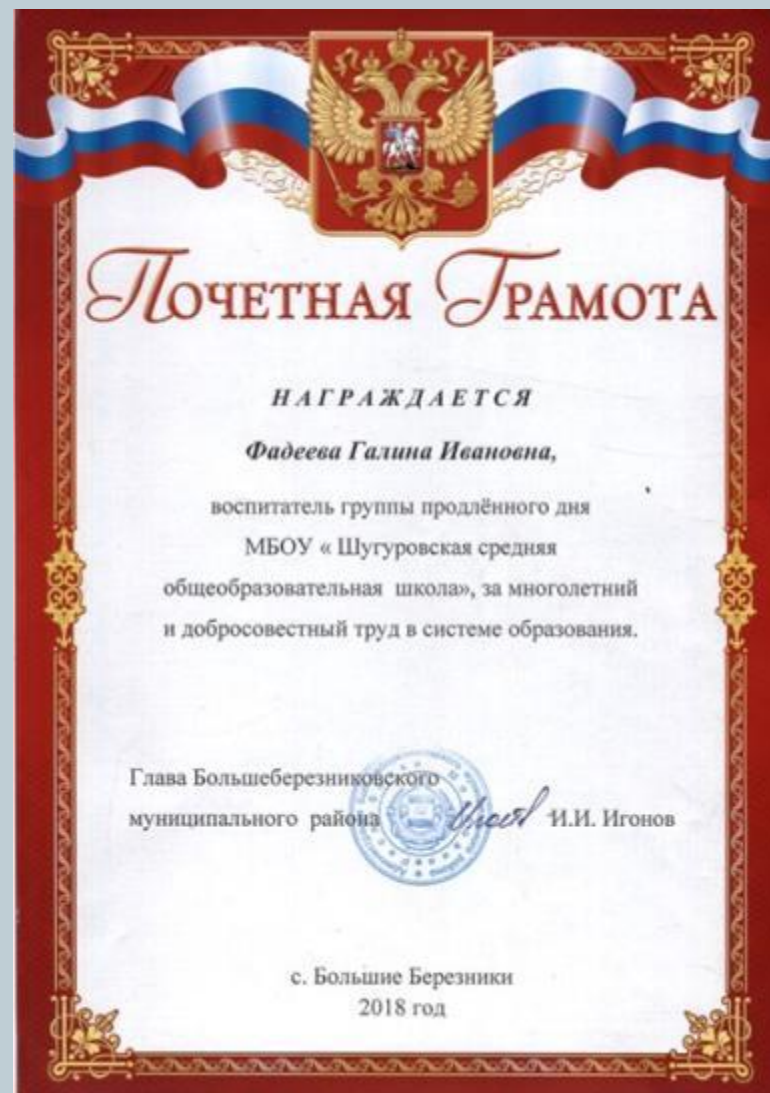 Почетная Грамота
НАГРАЖДАЕТСЯ
Фадеева Галина Ивановна,
воспитатель группы продлённого дня
МБОУ « Шугуровская средняя
общеобразовательная школа», за многолетний
и добросовестный труд в системе образования.
Глава Большеберезниковского
муниципального района И.И. Игонов
с. Большие Березники
2018 год